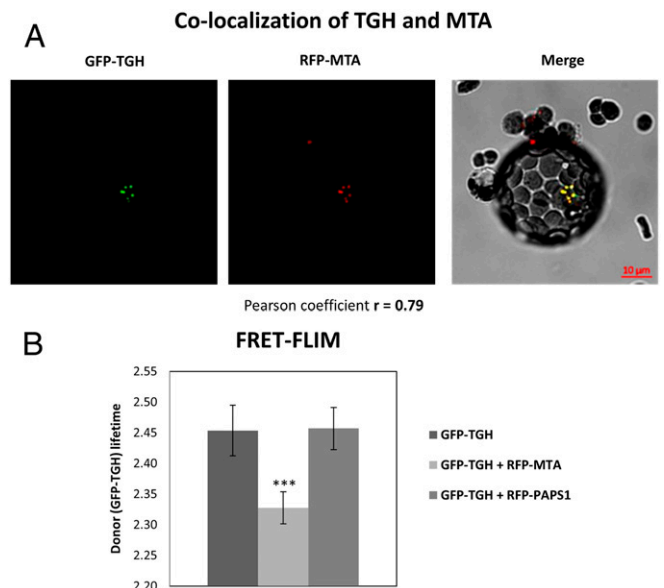 Co-localization of TGH and MTA
A
GFP-TGH
RFP-MTA
Merge
10 µm
Pearson coefficient r = 0.79
B
FRET-FLIM
Donor (GFP-TGH) lifetime
2.55
2.50
2.45
2.40
2.35
2.30
2.25
2.20
***
GFP-TGH
GFP-TGH + RFP-MTA
GFP-TGH + RFP-PAPS1